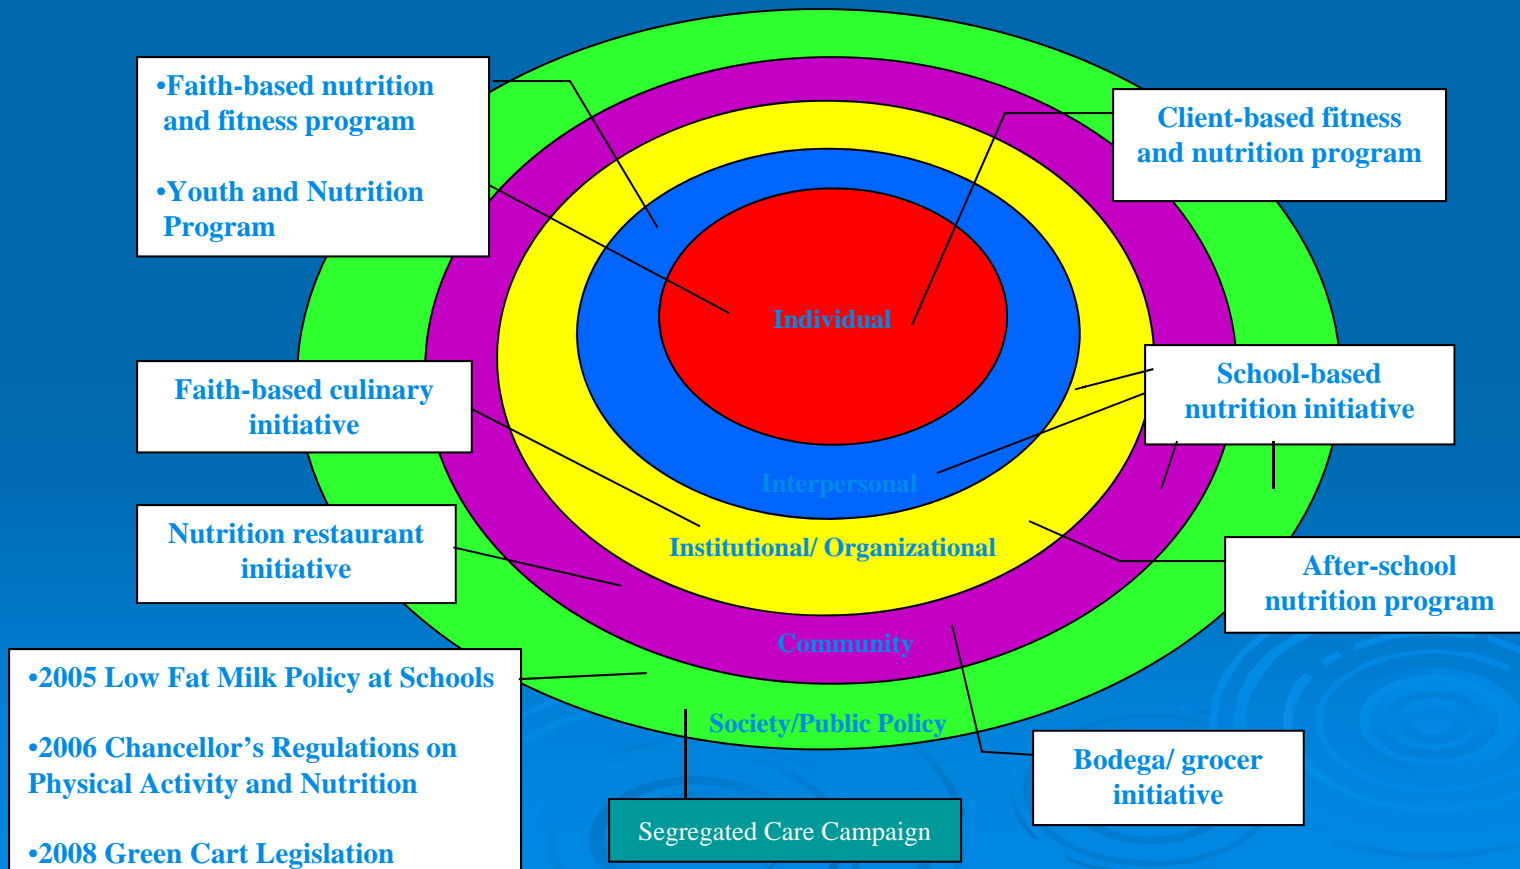 •Faith-based nutrition
and fitness program
•Youth and Nutrition
Program
Client-based fitness
and nutrition program
Individual
Faith-based culinary
initiative
School-based
nutrition initiative
Interpersonal
Nutrition restaurant
initiative
Institutional/ Organizational
After-school
nutrition program
Community
•2005 Low Fat Milk Policy at Schools
•2006 Chancellor’s Regulations on
Physical Activity and Nutrition
•2008 Green Cart Legislation
Society/Public Policy
Bodega/ grocer
initiative
Segregated Care Campaign